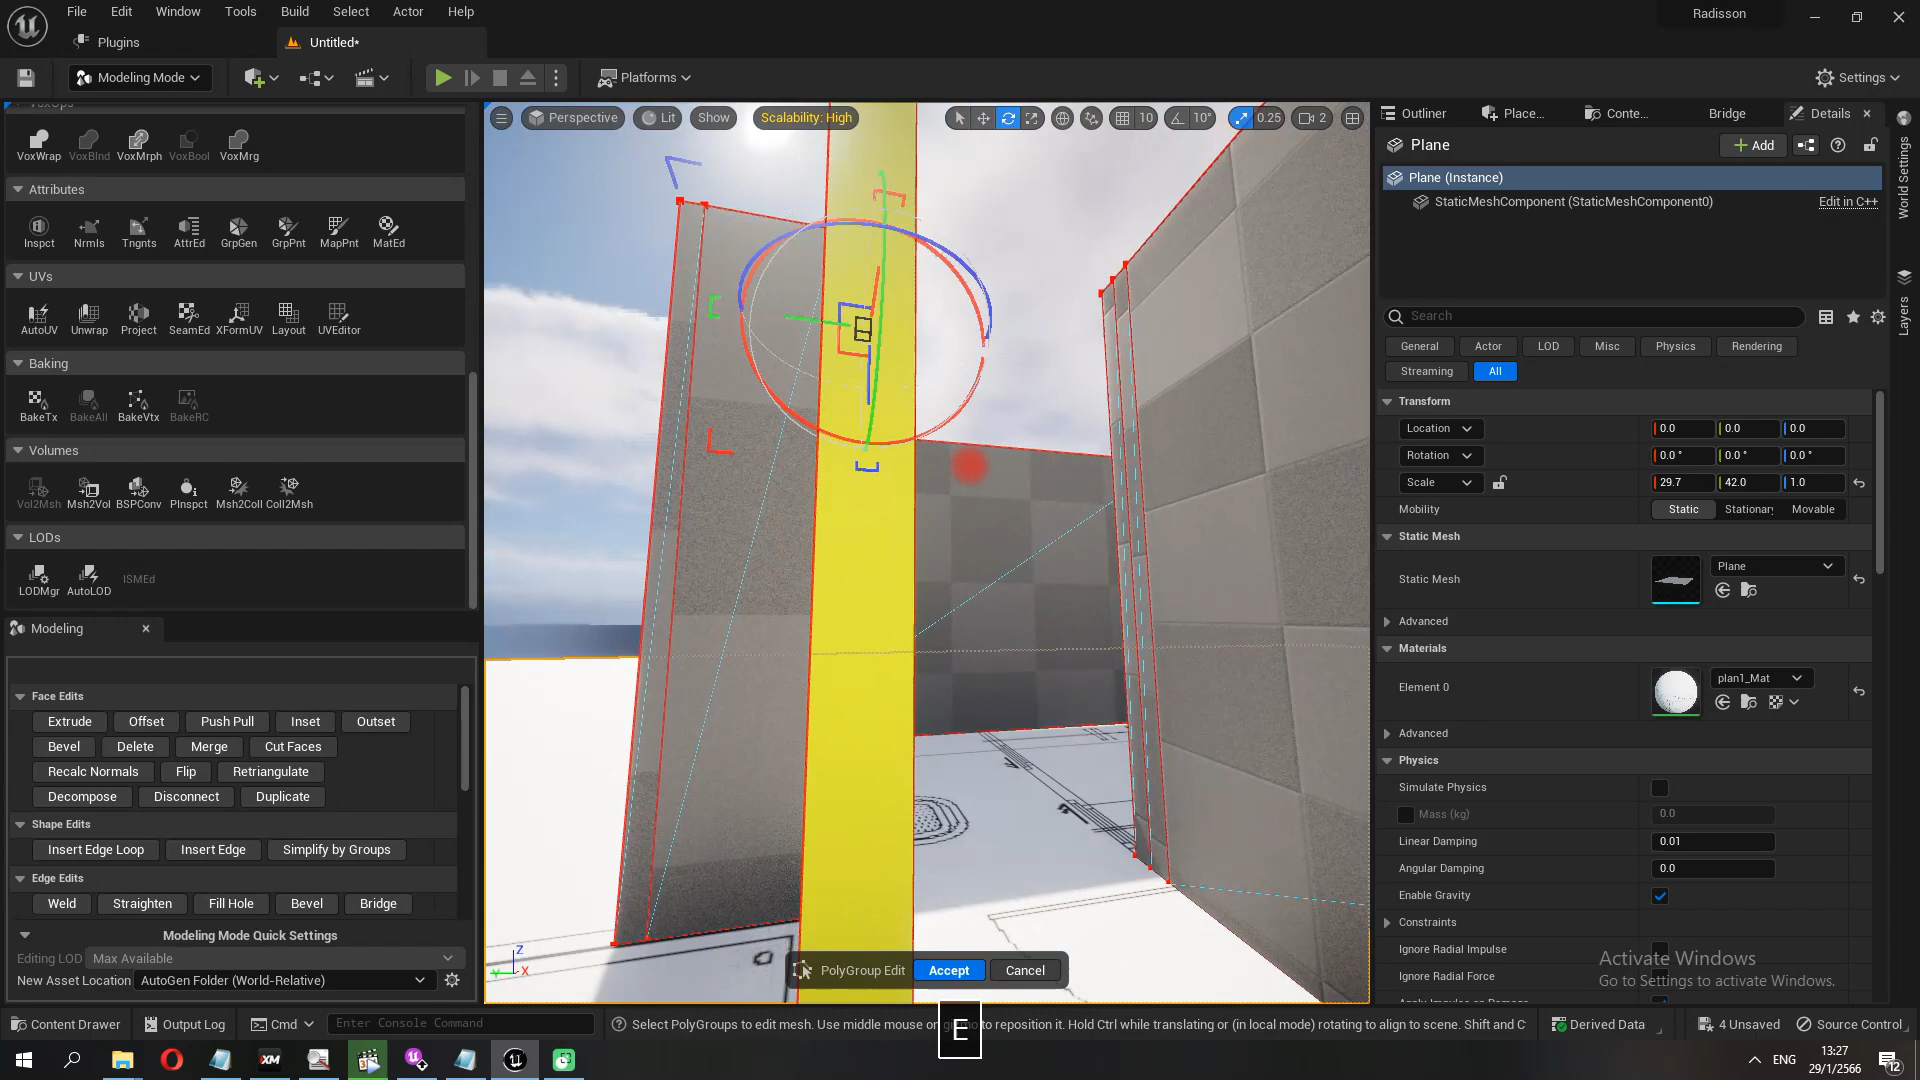 File Edit Window Tools Build Select Actor Help
Radisson
Plugins
Untitled*
Modeling Mode
Platforms
Settings
VoxWrap VoxBlnd VoxMrph VoxBool VoxMrg
Attributes
Inspct Nrmls Tngnts AttrEd GrpGen GrpPnt MapPnt MatEd
UVs
AutoUV Unwrap Project SeamEd XFormUV Layout UVEditor
Baking
BakeTx BakeAll BakeVtx BakeRC
Volumes
Vol2Msh Msh2Vol BSPConv PInspct Msh2Coll Coll2Msh
LODs
LODMgr AutoLOD ISMEd
Modeling
Face Edits
Extrude Offset Push Pull Inset Outset
Bevel Delete Merge Cut Faces
Recalc Normals Flip Retriangulate
Decompose Disconnect Duplicate
Shape Edits
Insert Edge Loop Insert Edge Simplify by Groups
Edge Edits
Weld Straighten Fill Hole Bevel Bridge
Modeling Mode Quick Settings
Editing LOD Max Available
New Asset Location AutoGen Folder (World-Relative)
Perspective Lit Show Scalability: High 10 10° 0.25 2
Z
Y X
PolyGroup Edit Accept Cancel
Outliner Place... Conte... Bridge Details
Plane
Add
Plane (Instance)
StaticMeshComponent (StaticMeshComponent0) Edit in C++
World Settings
Layers
Search
General Actor LOD Misc Physics Rendering
Streaming All
Transform
Location 0.0 0.0 0.0
Rotation 0.0 ° 0.0 ° 0.0 °
Scale 29.7 42.0 1.0
Mobility Static Stationary Movable
Static Mesh
Static Mesh Plane
Advanced
Materials
Element 0 plan1_Mat
Advanced
Physics
Simulate Physics
Mass (kg) 0.0
Linear Damping 0.01
Angular Damping 0.0
Enable Gravity
Constraints
Ignore Radial Impulse
Ignore Radial Force
Activate Windows
Go to Settings to activate Windows.
Content Drawer Output Log Cmd Enter Console Command
Select PolyGroups to edit mesh. Use middle mouse on gizmo to reposition it. Hold Ctrl while translating or (in local mode) rotating to align to scene. Shift and C
Derived Data 4 Unsaved Source Control
E
XM
ENG
13:27
29/1/2566
12